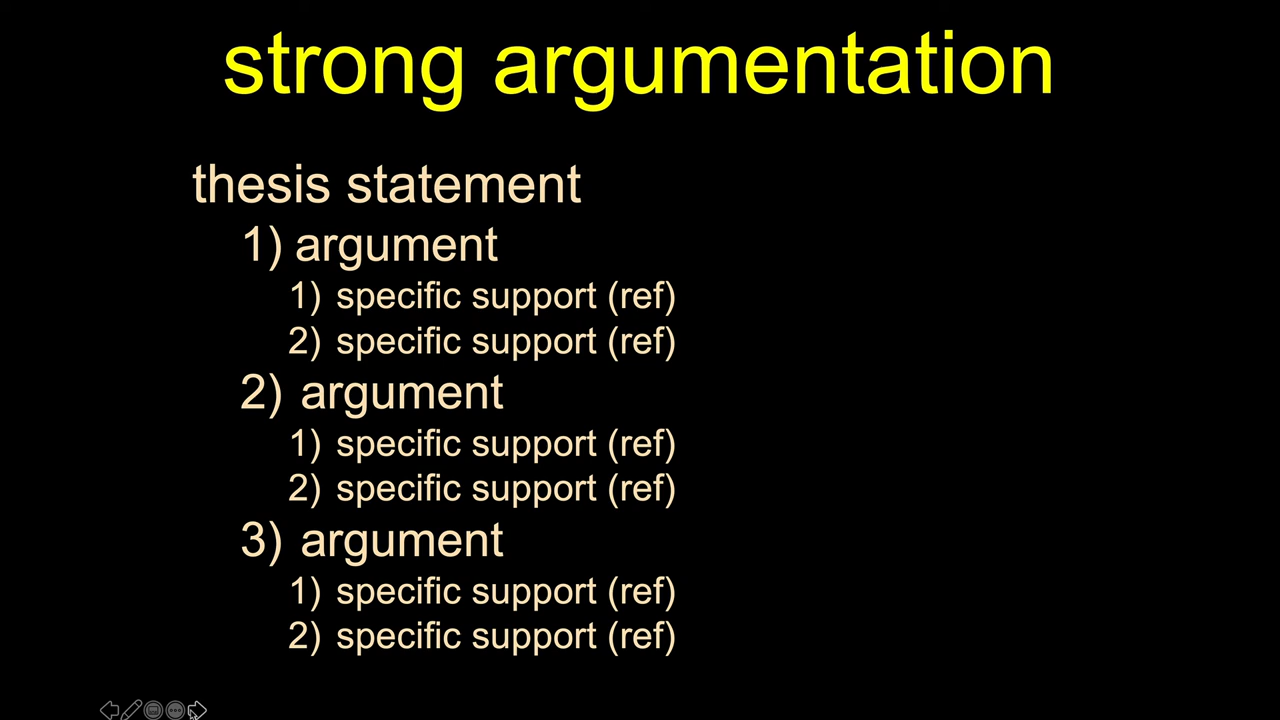 strong argumentation
thesis statement
1) argument
1) specific support (ref)
2) specific support (ref)
2) argument
1) specific support (ref)
2) specific support (ref)
3) argument
1) specific support (ref)
2) specific support (ref)